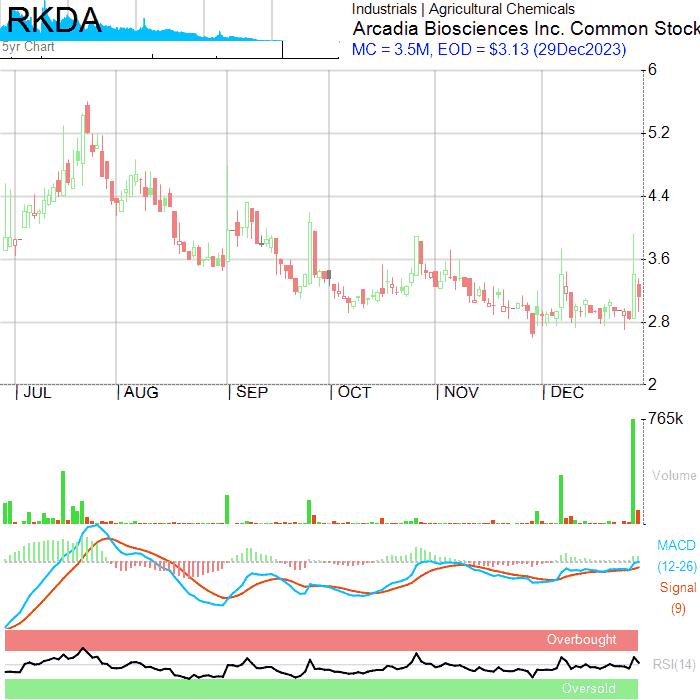 RKDA
5yr Chart
Industrials | Agricultural Chemicals
Arcadia Biosciences Inc. Common Stock
MC = 3.5M, EOD = $3.13 (29Dec2023)
6
5.2
4.4
3.6
2.8
2
JUL AUG SEP OCT NOV DEC
765k
Volume
MACD
(12-26)
Signal
(9)
Overbought
RSI(14)
Oversold